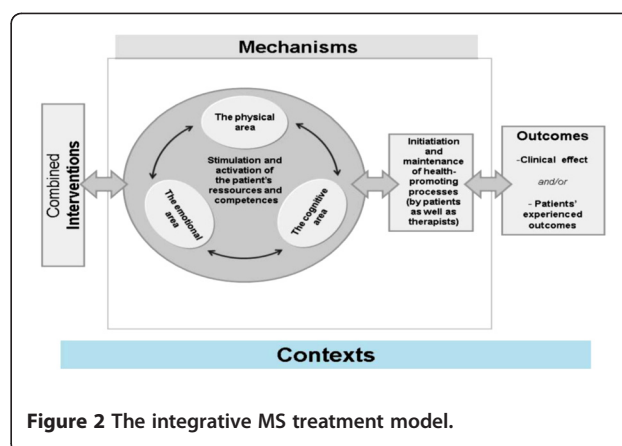 Mechanisms
Combined
Interventions
The physical
area
Stimulation and
activation of
the patient's
ressources and
competences
The emotional
area
The cognitive
area
Initiatiation
and
maintenance
of health-
promoting
processes
(by patients
as well as
therapists)
Outcomes
-Clinical effect
and/or
- Patients'
experienced
outcomes
Contexts
Figure 2 The integrative MS treatment model.